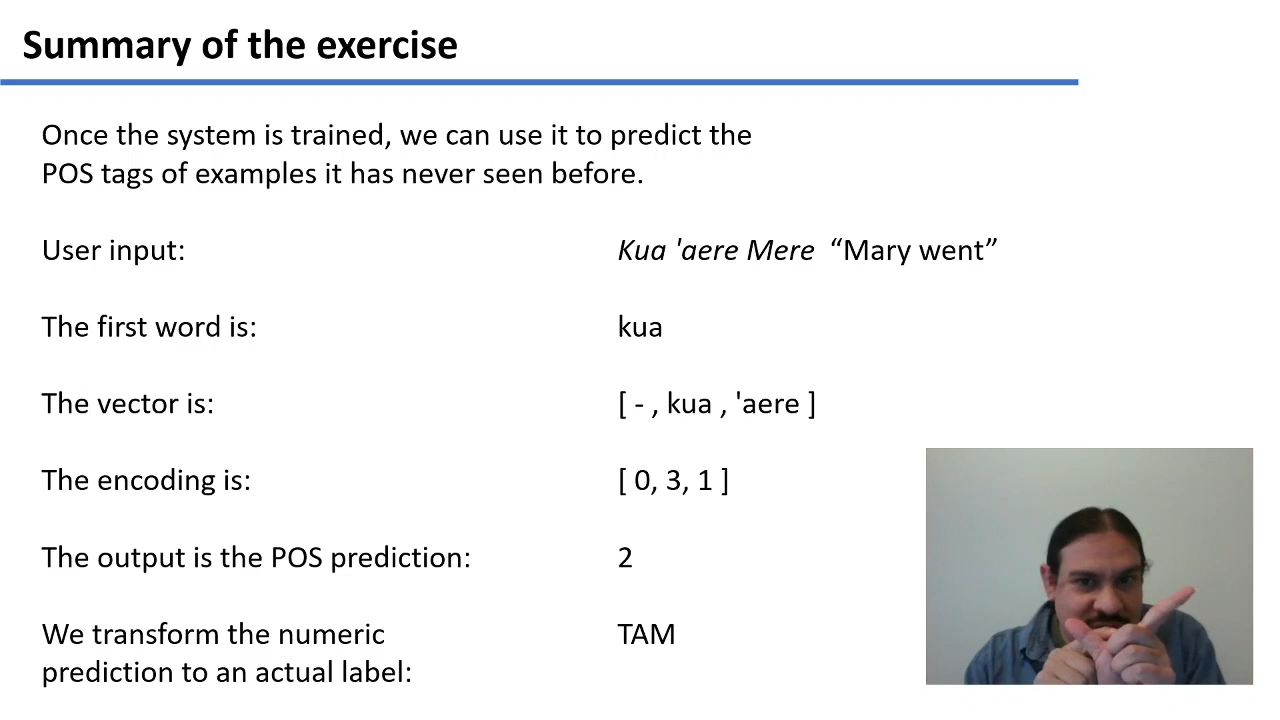 Summary of the exercise
Once the system is trained, we can use it to predict the
POS tags of examples it has never seen before.
User input: Kua 'aere Mere “Mary went”
The first word is: kua
The vector is: [ - , kua , 'aere ]
The encoding is: [ 0, 3, 1 ]
The output is the POS prediction: 2
We transform the numeric TAM
prediction to an actual label: